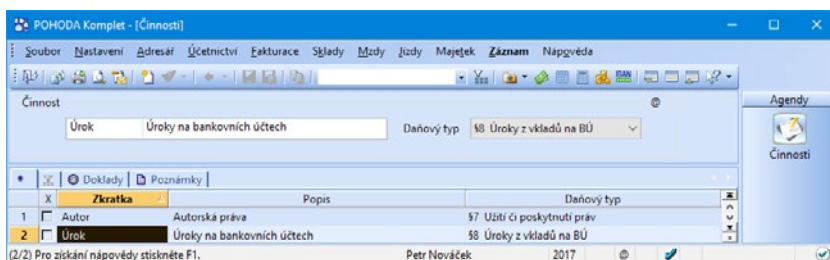 POHODA Komplet - [Činnosti]
Soubor Nastavení Adresář Účetnictví Fakturace Sklady Mzdy Jízdy Majetek Záznam Nápověda
IBAN
Činnost @ Agendy
Úrok Úroky na bankovních účtech Daňový typ §8 Úroky z vkladů na BÚ
Činnosti
Doklady Poznámky
X Zkratka Popis Daňový typ
1 Autor Autorská práva §7 Užití či poskytnutí práv
2 Úrok Úroky na bankovních účtech §8 Úroky z vkladů na BÚ
(2/2) Pro získání nápovědy stiskněte F1. Petr Nováček 2017 @